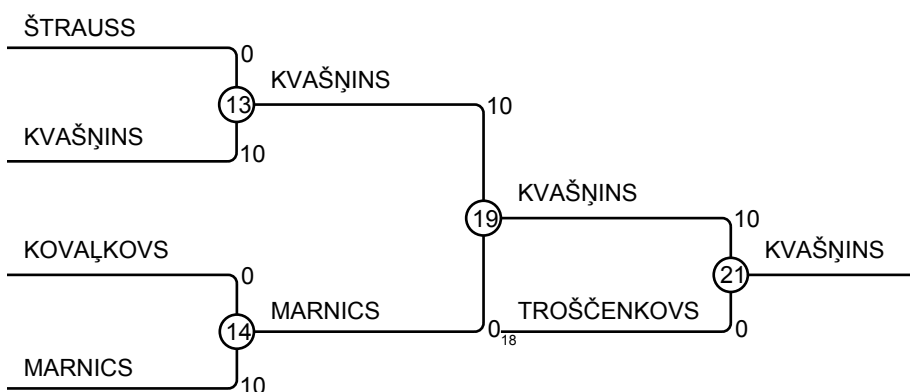 ŠTRAUSS
0
13
KVAŠŅINS
10
KVAŠŅINS
10
19
KVAŠŅINS
10
KOVAĻKOVS
0
21
KVAŠŅINS
14
MARNICS
0
18
TROŠČENKOVS
0
MARNICS
10